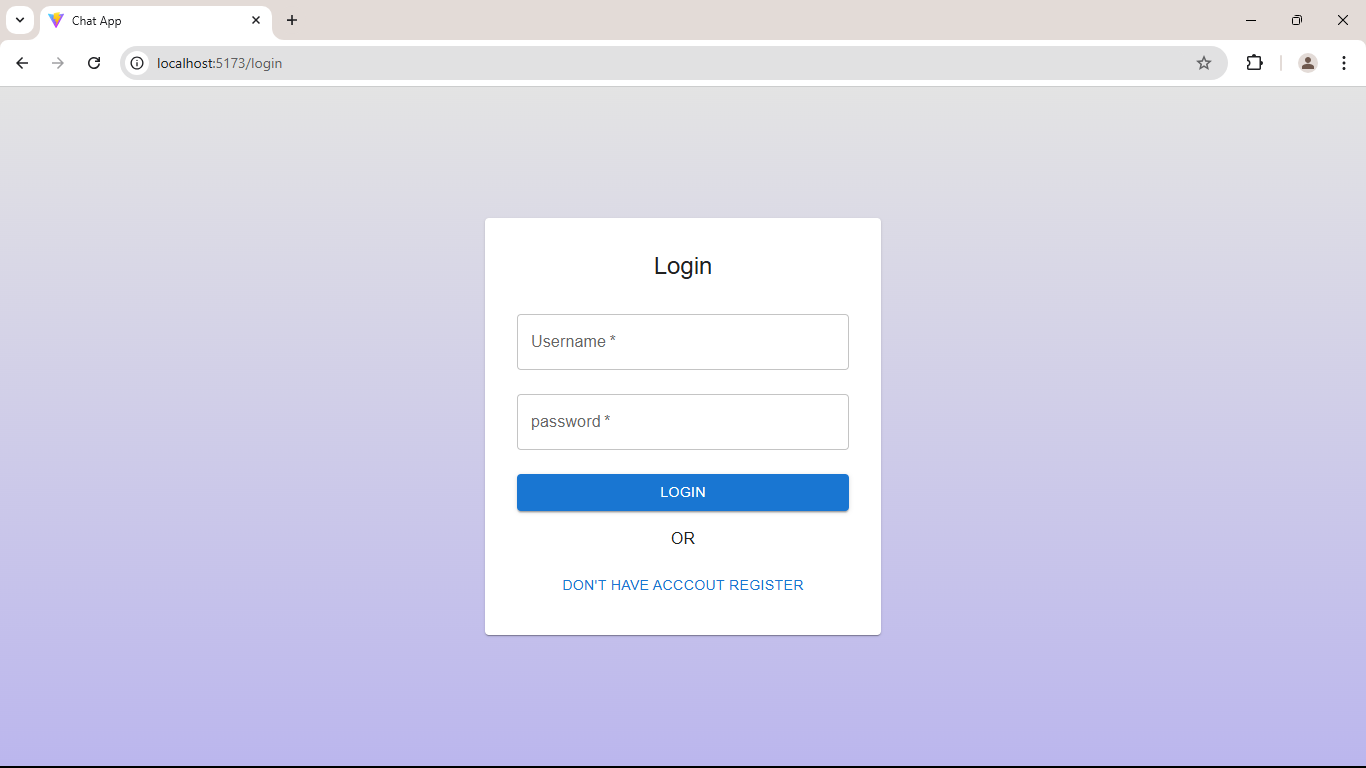 Chat App
localhost:5173/login
Login
Username *
password *
LOGIN
OR
DON'T HAVE ACCCOUT REGISTER